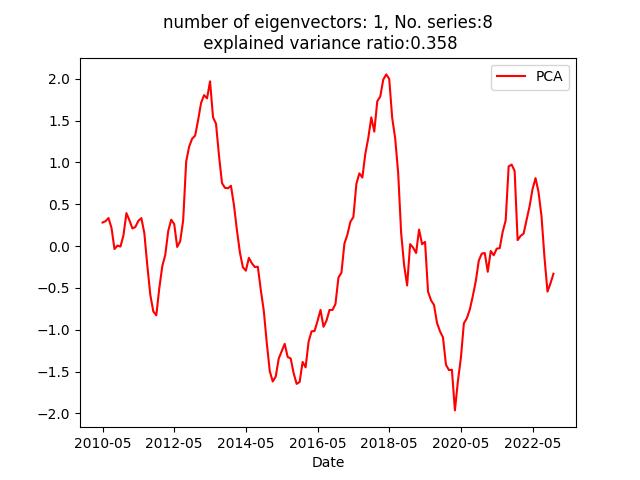 number of eigenvectors: 1, No. series:8
explained variance ratio:0.358
PCA
2.0
1.5
1.0
0.5
0.0
−0.5
−1.0
−1.5
−2.0
2010-05 2012-05 2014-05 2016-05 2018-05 2020-05 2022-05
Date